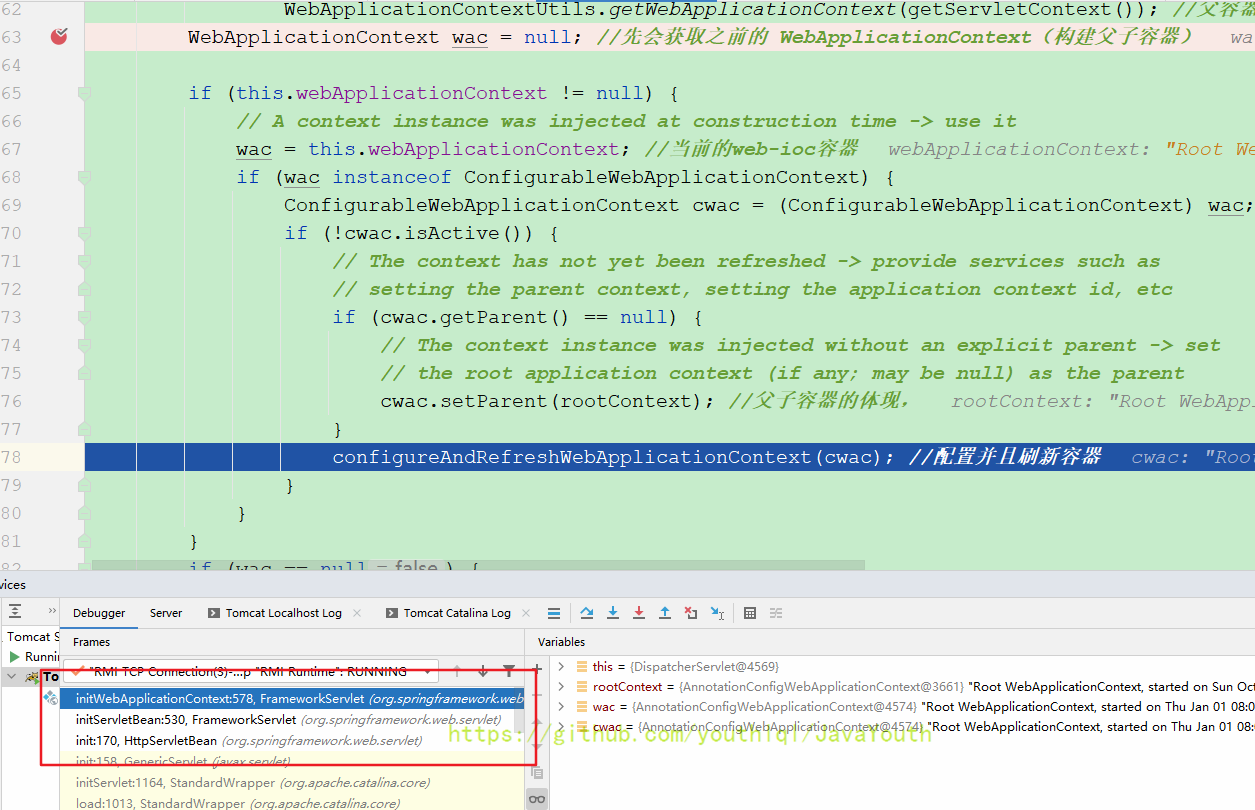 62 WebApplicationContextUtils.getWebApplicationContext(getServletContext()); //父容器
63 WebApplicationContext wac = null; //先会获取之前的 WebApplicationContext（构建父子容器） wa
64
65 if (this.webApplicationContext != null) {
66 // A context instance was injected at construction time -> use it
67 wac = this.webApplicationContext; //当前的web-ioc容器 webApplicationContext: "Root We
68 if (wac instanceof ConfigurableWebApplicationContext) {
69 ConfigurableWebApplicationContext cwac = (ConfigurableWebApplicationContext) wac;
70 if (!cwac.isActive()) {
71 // The context has not yet been refreshed -> provide services such as
72 // setting the parent context, setting the application context id, etc
73 if (cwac.getParent() == null) {
74 // The context instance was injected without an explicit parent -> set
75 // the root application context (if any; may be null) as the parent
76 cwac.setParent(rootContext); //父子容器的体现， rootContext: "Root WebApp
77 }
78 configureAndRefreshWebApplicationContext(cwac); //配置并且刷新容器 cwac: "Root
79 }
80 }
81 }
82 if (wac == null = false ) {
vices
Debugger Server Tomcat Localhost Log Tomcat Catalina Log
Tomcat S Frames Variables
Runni "RMI TCP Connection(3)-...p "RMI Runtime": RUNNING
To
initWebApplicationContext:578, FrameworkServlet (org.springframework.web
initServletBean:530, FrameworkServlet (org.springframework.web.servlet)
init:170, HttpServletBean (org.springframework.web.servlet)
init:158, GenericServlet (javax.servlet)
initServlet:1164, StandardWrapper (org.apache.catalina.core)
load:1013, StandardWrapper (org.apache.catalina.core)
this = {DispatcherServlet@4569}
rootContext = {AnnotationConfigWebApplicationContext@3661} "Root WebApplicationContext, started on Sun Oct
wac = {AnnotationConfigWebApplicationContext@4574} "Root WebApplicationContext, started on Thu Jan 01 08:0
cwac = {AnnotationConfigWebApplicationContext@4574} "Root WebApplicationContext, started on Thu Jan 01 08:
https://github.com/youthlql/JavaYouth